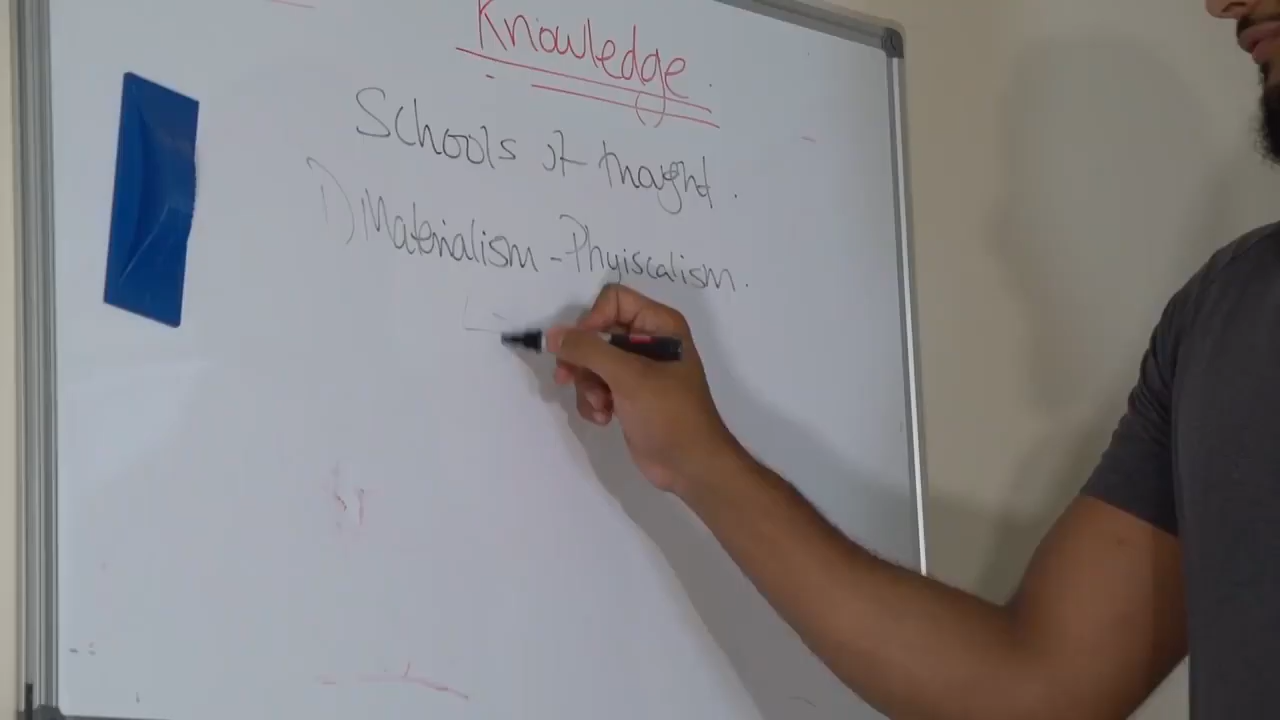 Knowledge.
Schools of thought.
1) Materialism - Phyiscalism.